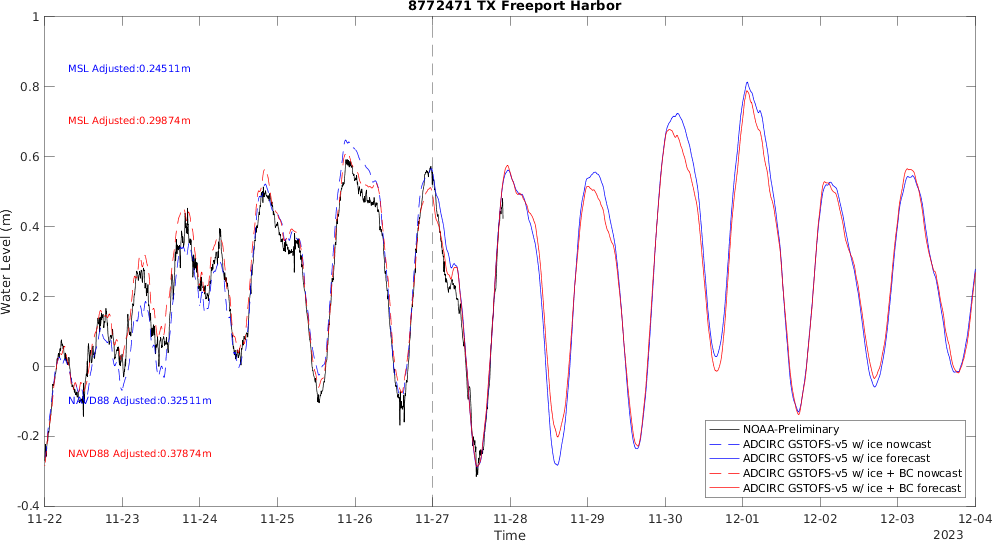 8772471 TX Freeport Harbor
Water Level (m)
1
0.8
0.6
0.4
0.2
0
-0.2
-0.4
MSL Adjusted:0.24511m
MSL Adjusted:0.29874m
NAVD88 Adjusted:0.32511m
NAVD88 Adjusted:0.37874m
NOAA-Preliminary
ADCIRC GSTOFS-v5 w/ ice nowcast
ADCIRC GSTOFS-v5 w/ ice forecast
ADCIRC GSTOFS-v5 w/ ice + BC nowcast
ADCIRC GSTOFS-v5 w/ ice + BC forecast
11-22 11-23 11-24 11-25 11-26 11-27 11-28 11-29 11-30 12-01 12-02 12-03 12-04
Time
2023